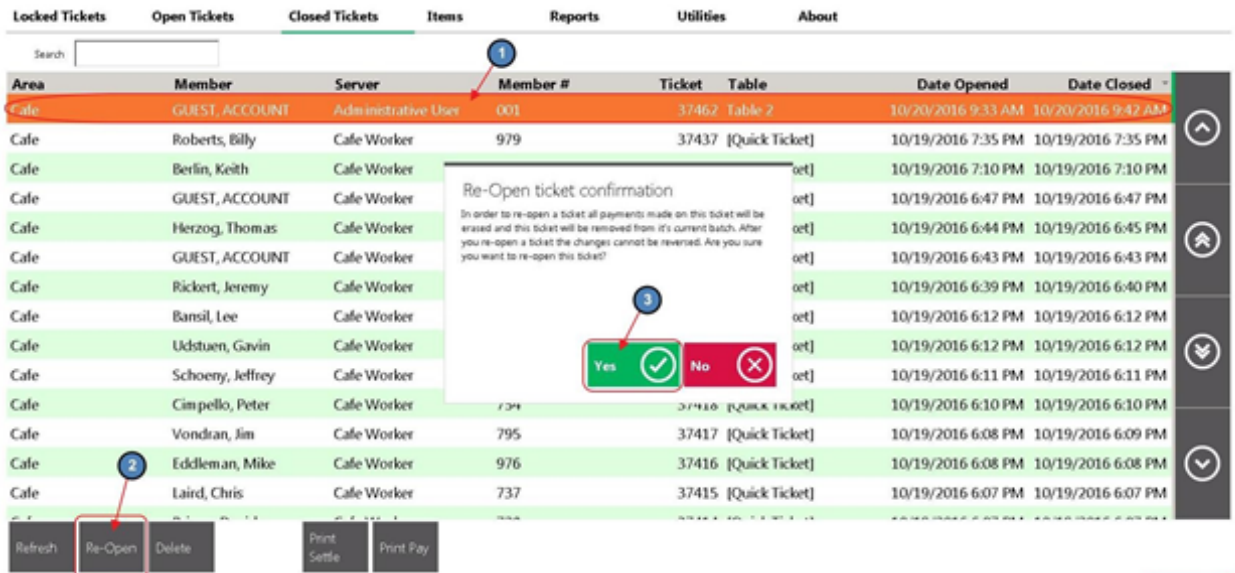 Locked Tickets Open Tickets Closed Tickets Items Reports Utilities About
Search
1
Area Member Server Member # Ticket Table Date Opened Date Closed
Cafe GUEST, ACCOUNT Administrative User 001 37462 Table 2 10/20/2016 9:33 AM 10/20/2016 9:42 AM
Cafe Roberts, Billy Cafe Worker 979 37437 [Quick Ticket] 10/19/2016 7:35 PM 10/19/2016 7:35 PM
Cafe Berlin, Keith Cafe Worker 10/19/2016 7:10 PM 10/19/2016 7:10 PM
Cafe GUEST, ACCOUNT Cafe Worker 10/19/2016 6:47 PM 10/19/2016 6:47 PM
Cafe Herzog, Thomas Cafe Worker 10/19/2016 6:44 PM 10/19/2016 6:45 PM
Cafe GUEST, ACCOUNT Cafe Worker 10/19/2016 6:43 PM 10/19/2016 6:43 PM
Cafe Rickert, Jeremy Cafe Worker 10/19/2016 6:39 PM 10/19/2016 6:40 PM
Cafe Bansil, Lee Cafe Worker 10/19/2016 6:12 PM 10/19/2016 6:12 PM
Cafe Udstuen, Gavin Cafe Worker 10/19/2016 6:12 PM 10/19/2016 6:12 PM
Cafe Schoeny, Jeffrey Cafe Worker 10/19/2016 6:11 PM 10/19/2016 6:11 PM
Cafe Cimpello, Peter Cafe Worker 754 37418 [Quick Ticket] 10/19/2016 6:10 PM 10/19/2016 6:10 PM
Cafe Vondran, Jim Cafe Worker 795 37417 [Quick Ticket] 10/19/2016 6:08 PM 10/19/2016 6:09 PM
Cafe Eddleman, Mike Cafe Worker 976 37416 [Quick Ticket] 10/19/2016 6:08 PM 10/19/2016 6:08 PM
Cafe Laird, Chris Cafe Worker 737 37415 [Quick Ticket] 10/19/2016 6:07 PM 10/19/2016 6:07 PM
Re-Open ticket confirmation
In order to re-open a ticket all payments made on this ticket will be
erased and this ticket will be removed from it's current batch. After
you re-open a ticket the changes cannot be reversed. Are you sure
you want to re-open this ticket?
3
Yes No
2
Refresh Re-Open Delete Print Settle Print Pay